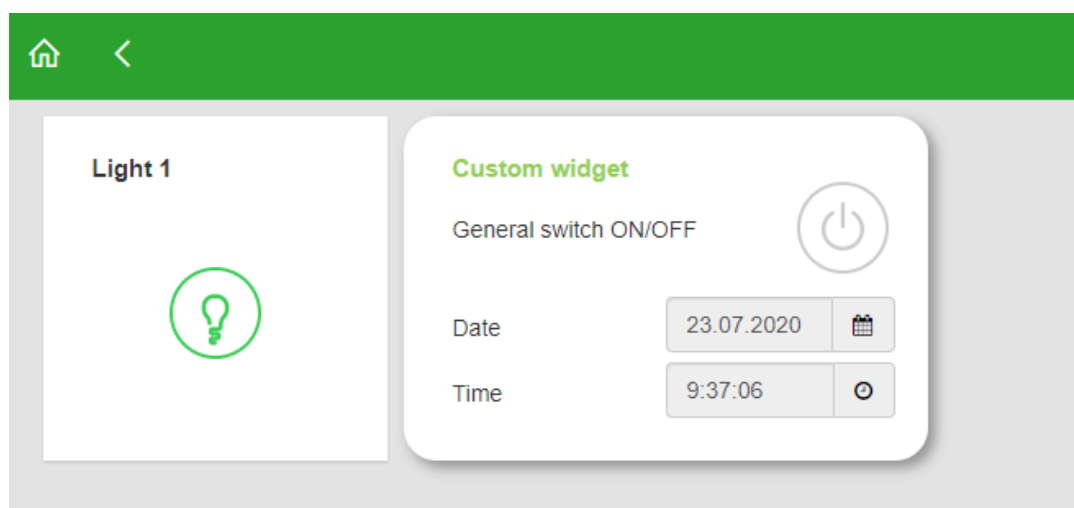 Light 1
Custom widget
General switch ON/OFF
Date
23.07.2020
Time
9:37:06